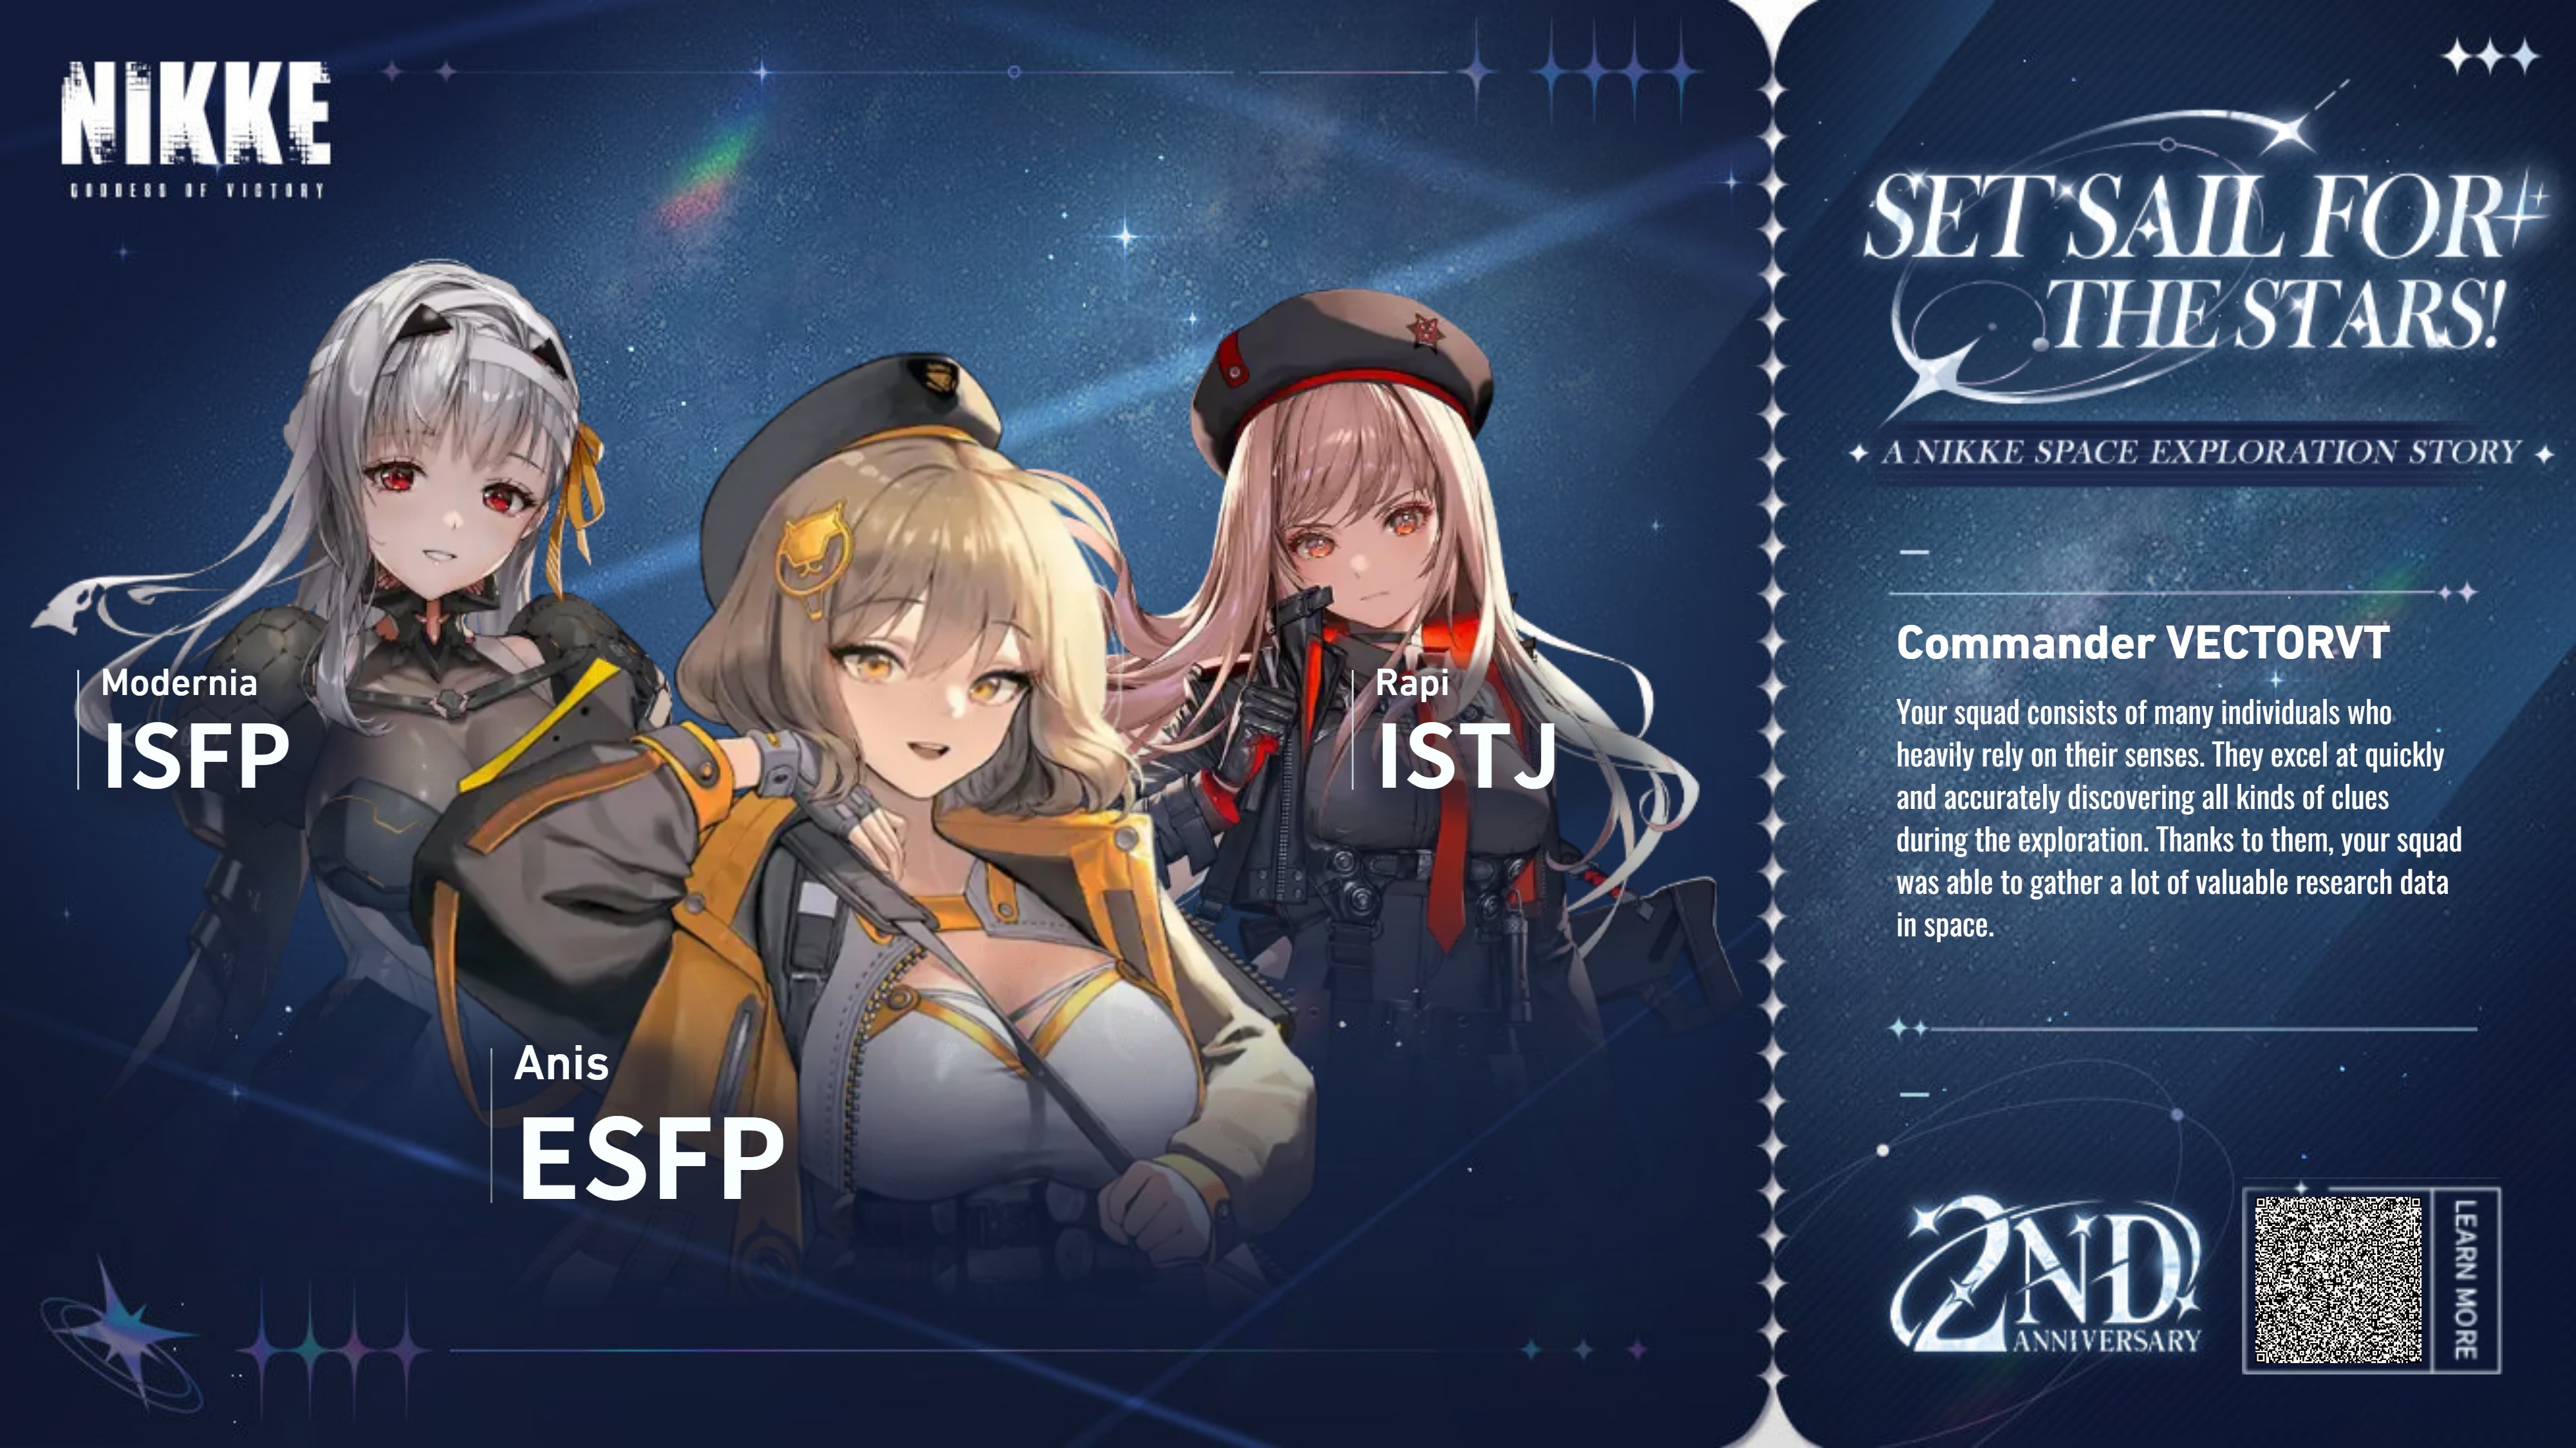 NIKKE
GODDESS OF VICTORY
Modernia
ISFP
Rapi
ISTJ
Anis
ESFP
SET SAIL FOR
THE STARS!
A NIKKE SPACE EXPLORATION STORY
Commander VECTORVT
Your squad consists of many individuals who
heavily rely on their senses. They excel at quickly
and accurately discovering all kinds of clues
during the exploration. Thanks to them, your squad
was able to gather a lot of valuable research data
in space.
2ND
ANNIVERSARY
LEARN MORE